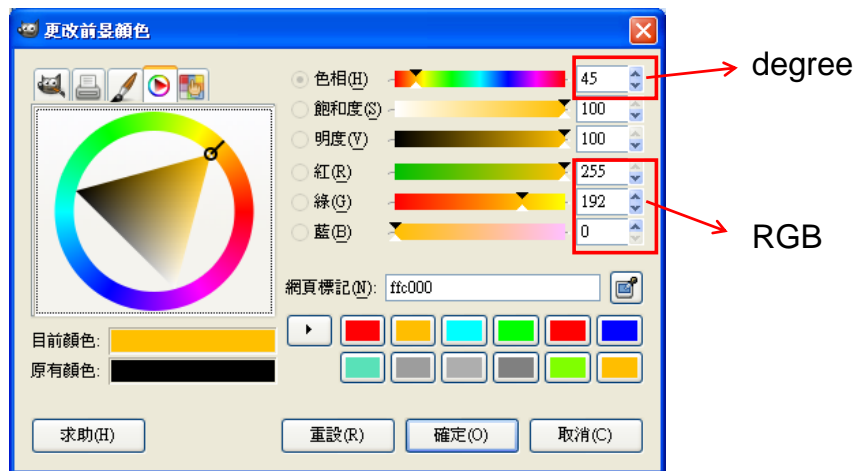 更改前景顏色
degree
色相(H) 45
飽和度(S) 100
明度(V) 100
紅(R) 255
綠(G) 192
藍(B) 0
RGB
網頁標記(N): ffc000
目前顏色:
原有顏色:
求助(H) 重設(R) 確定(O) 取消(C)